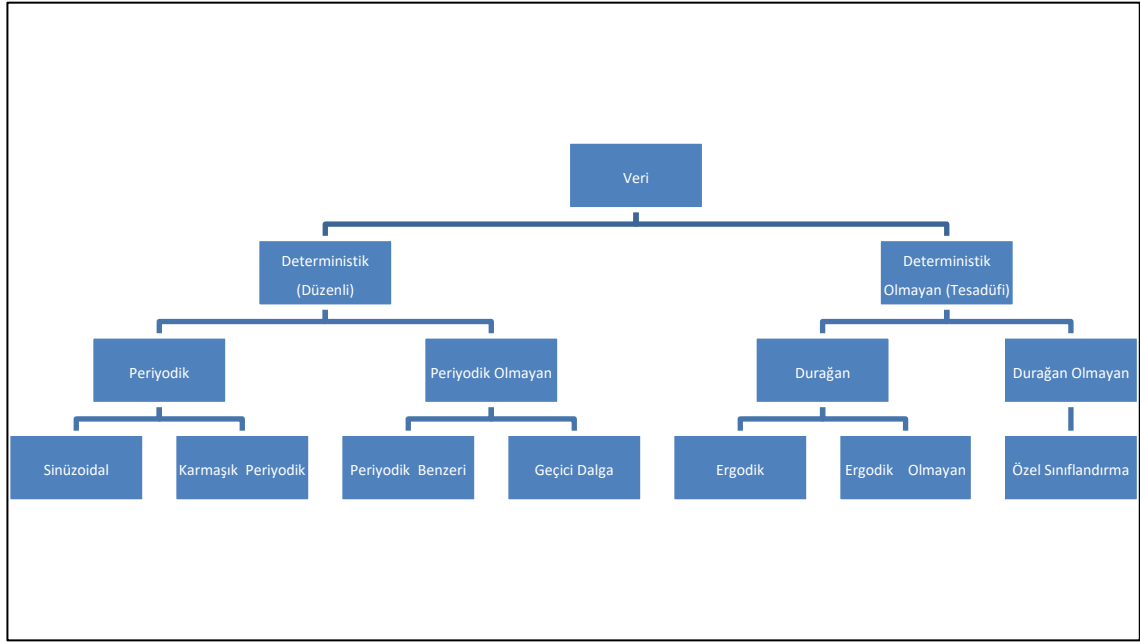 Veri
Deterministik
(Düzenli)
Deterministik
Olmayan (Tesadüfi)
Periyodik
Periyodik Olmayan
Durağan
Durağan Olmayan
Sinüzoidal
Karmaşık Periyodik
Periyodik Benzeri
Geçici Dalga
Ergodik
Ergodik Olmayan
Özel Sınıflandırma